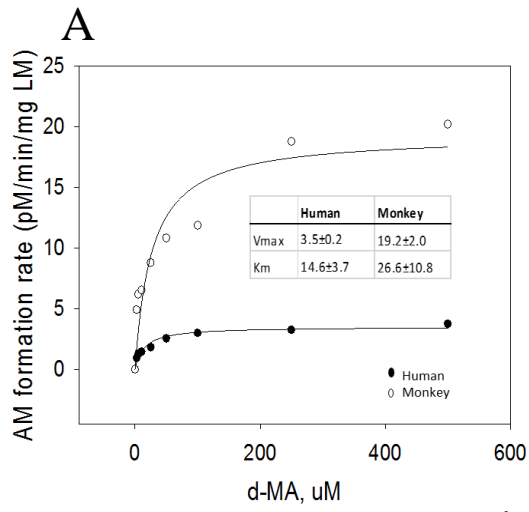 A
AM formation rate (pM/min/mg LM)
25
20
15
10
5
0
Human Monkey
Vmax 3.5±0.2 19.2±2.0
Km 14.6±3.7 26.6±10.8
Human
Monkey
0 200 400 600
d-MA, uM